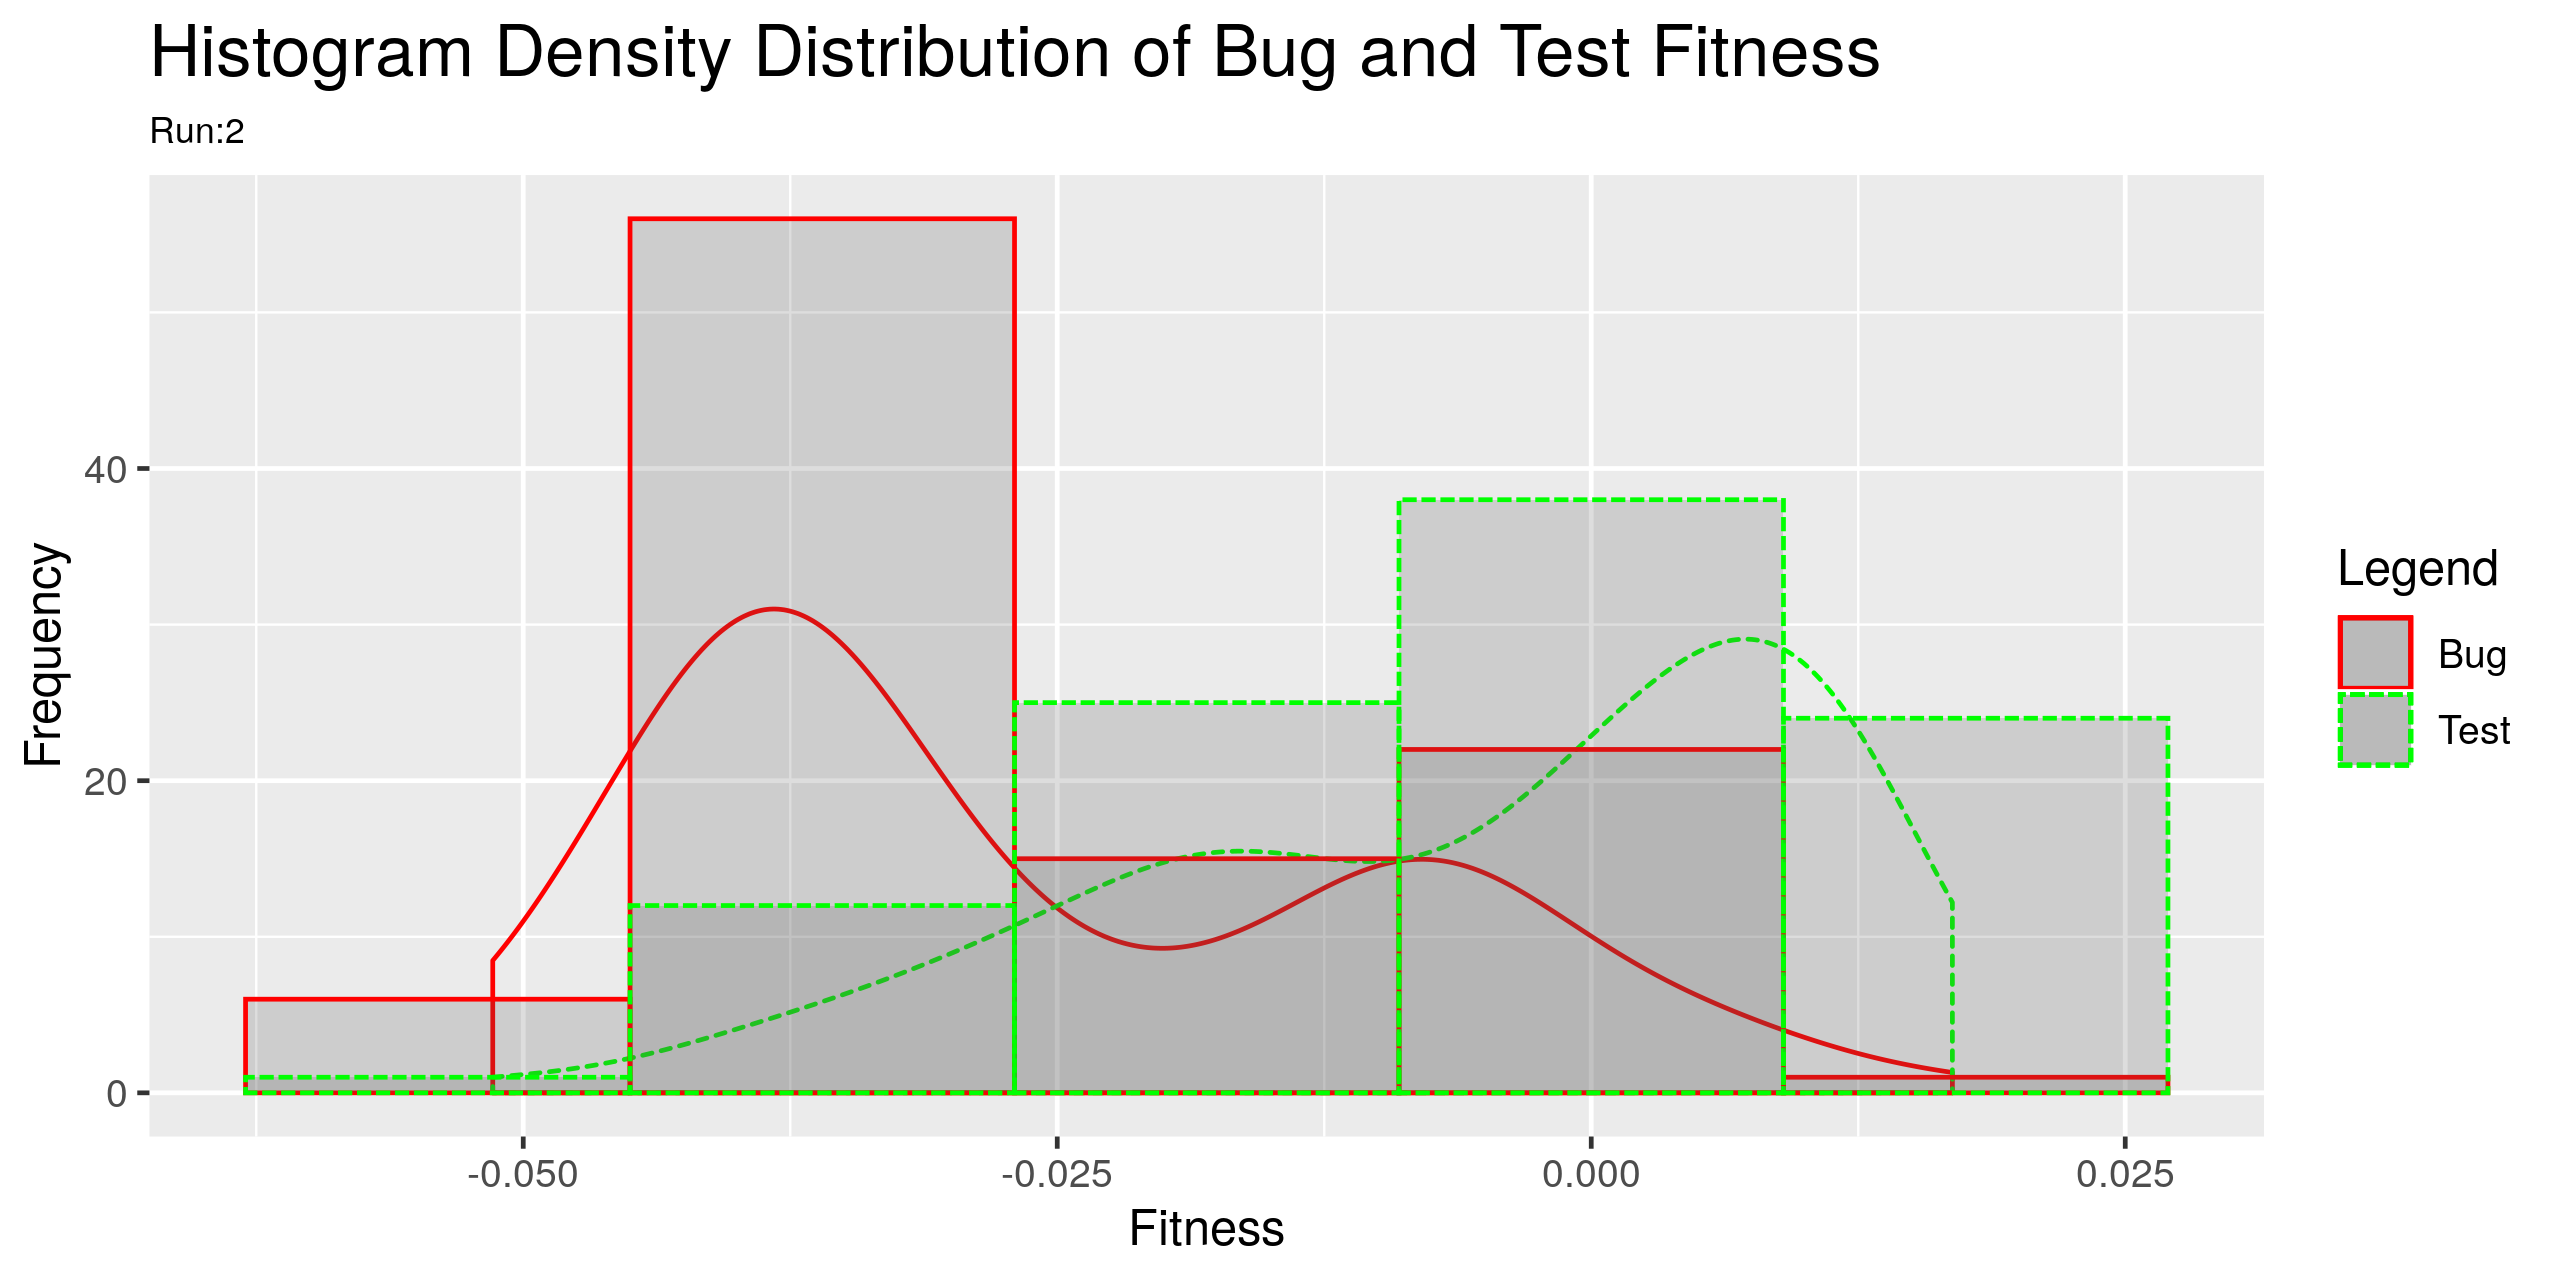 Histogram Density Distribution of Bug and Test Fitness
Run:2
Frequency
40
20
0
-0.050
-0.025
0.000
0.025
Fitness
Legend
Bug
Test